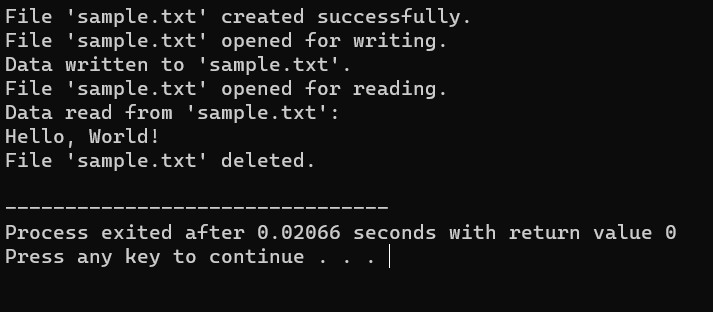 File 'sample.txt' created successfully.
File 'sample.txt' opened for writing.
Data written to 'sample.txt'.
File 'sample.txt' opened for reading.
Data read from 'sample.txt':
Hello, World!
File 'sample.txt' deleted.
--------------------------------
Process exited after 0.02066 seconds with return value 0
Press any key to continue . . .